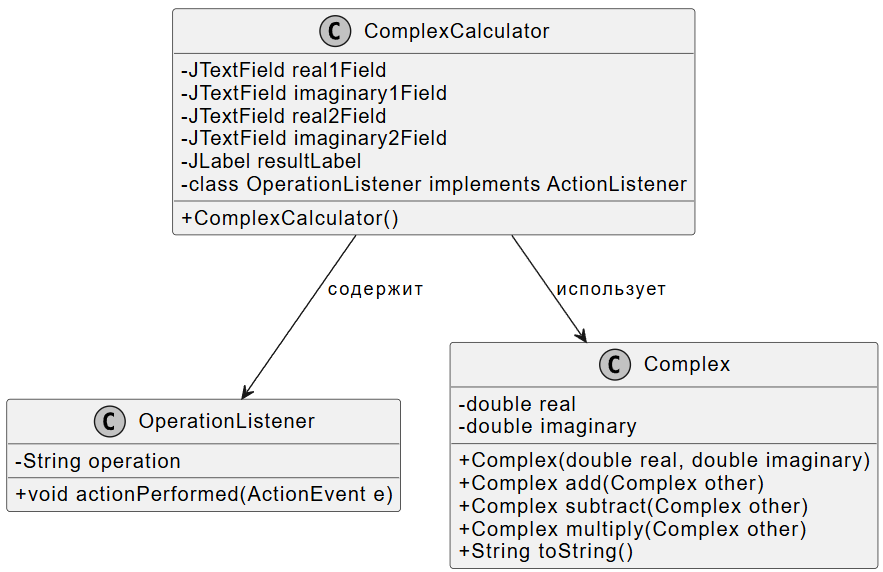 C ComplexCalculator
-JTextField real1Field
-JTextField imaginary1Field
-JTextField real2Field
-JTextField imaginary2Field
-JLabel resultLabel
-class OperationListener implements ActionListener
+ComplexCalculator()
содержит
использует
C OperationListener
-String operation
+void actionPerformed(ActionEvent e)
C Complex
-double real
-double imaginary
+Complex(double real, double imaginary)
+Complex add(Complex other)
+Complex subtract(Complex other)
+Complex multiply(Complex other)
+String toString()